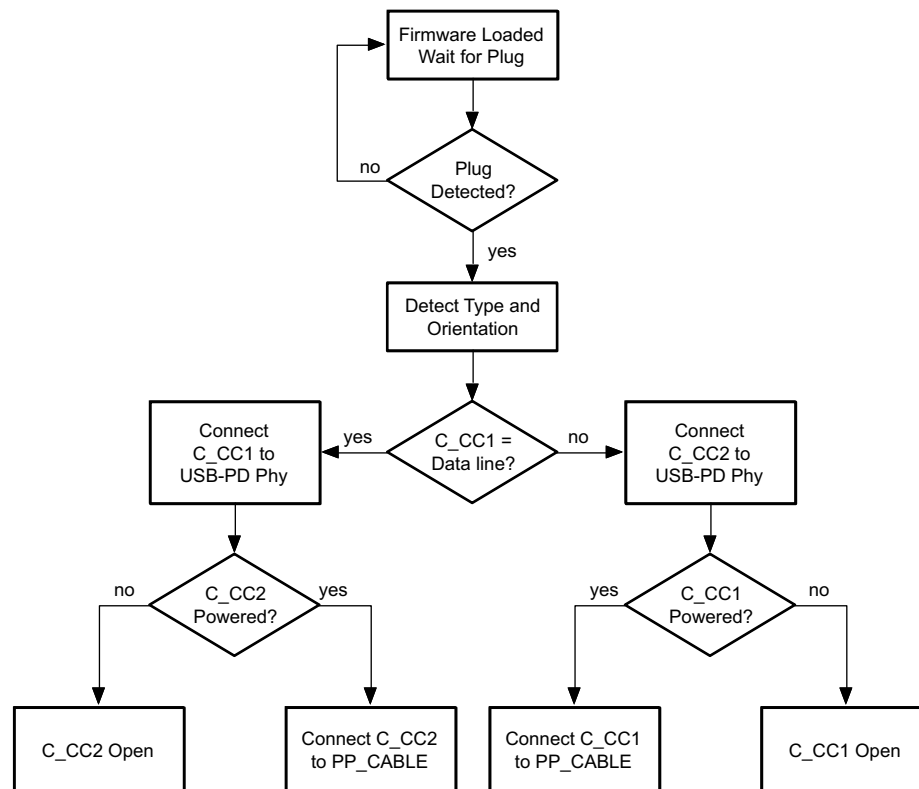 Firmware Loaded
Wait for Plug
Plug
Detected?
no
yes
Detect Type and
Orientation
Connect
C_CC1 to
USB-PD Phy
yes
C_CC1 =
Data line?
no
Connect
C_CC2 to
USB-PD Phy
no
C_CC2
Powered?
yes
yes
C_CC1
Powered?
no
C_CC2 Open
Connect C_CC2
to PP_CABLE
Connect C_CC1
to PP_CABLE
C_CC1 Open